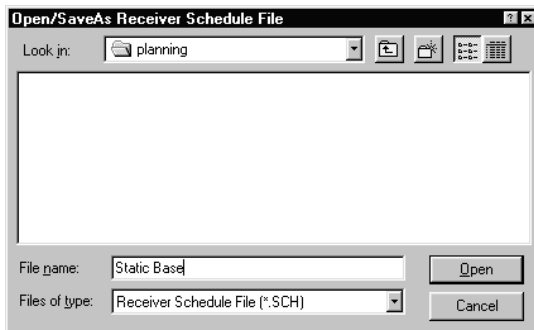 Open/SaveAs Receiver Schedule File
Look in: planning
File name: Static Base
Open
Files of type: Receiver Schedule File (*.SCH)
Cancel